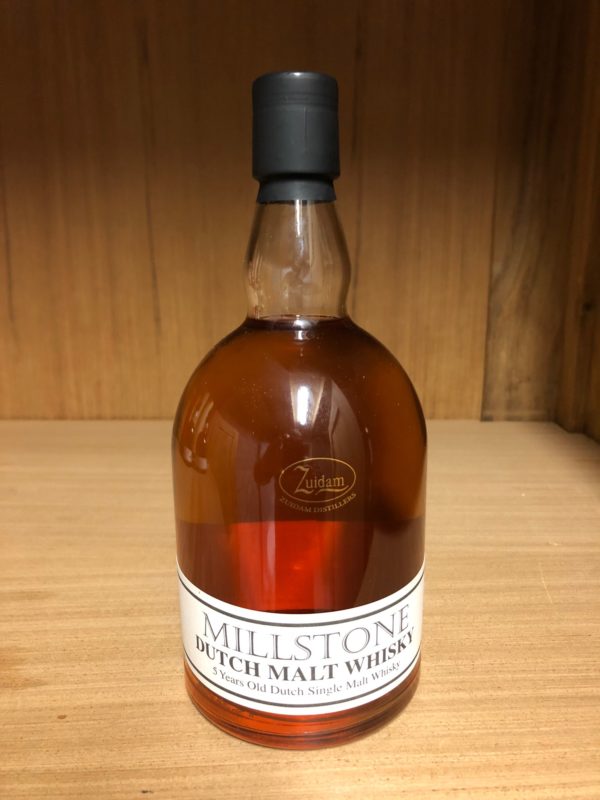 Zuidam
ZUIDAM DISTILLERS
MILLSTONE
DUTCH MALT WHISKY
5 Years Old Dutch Single Malt Whisky